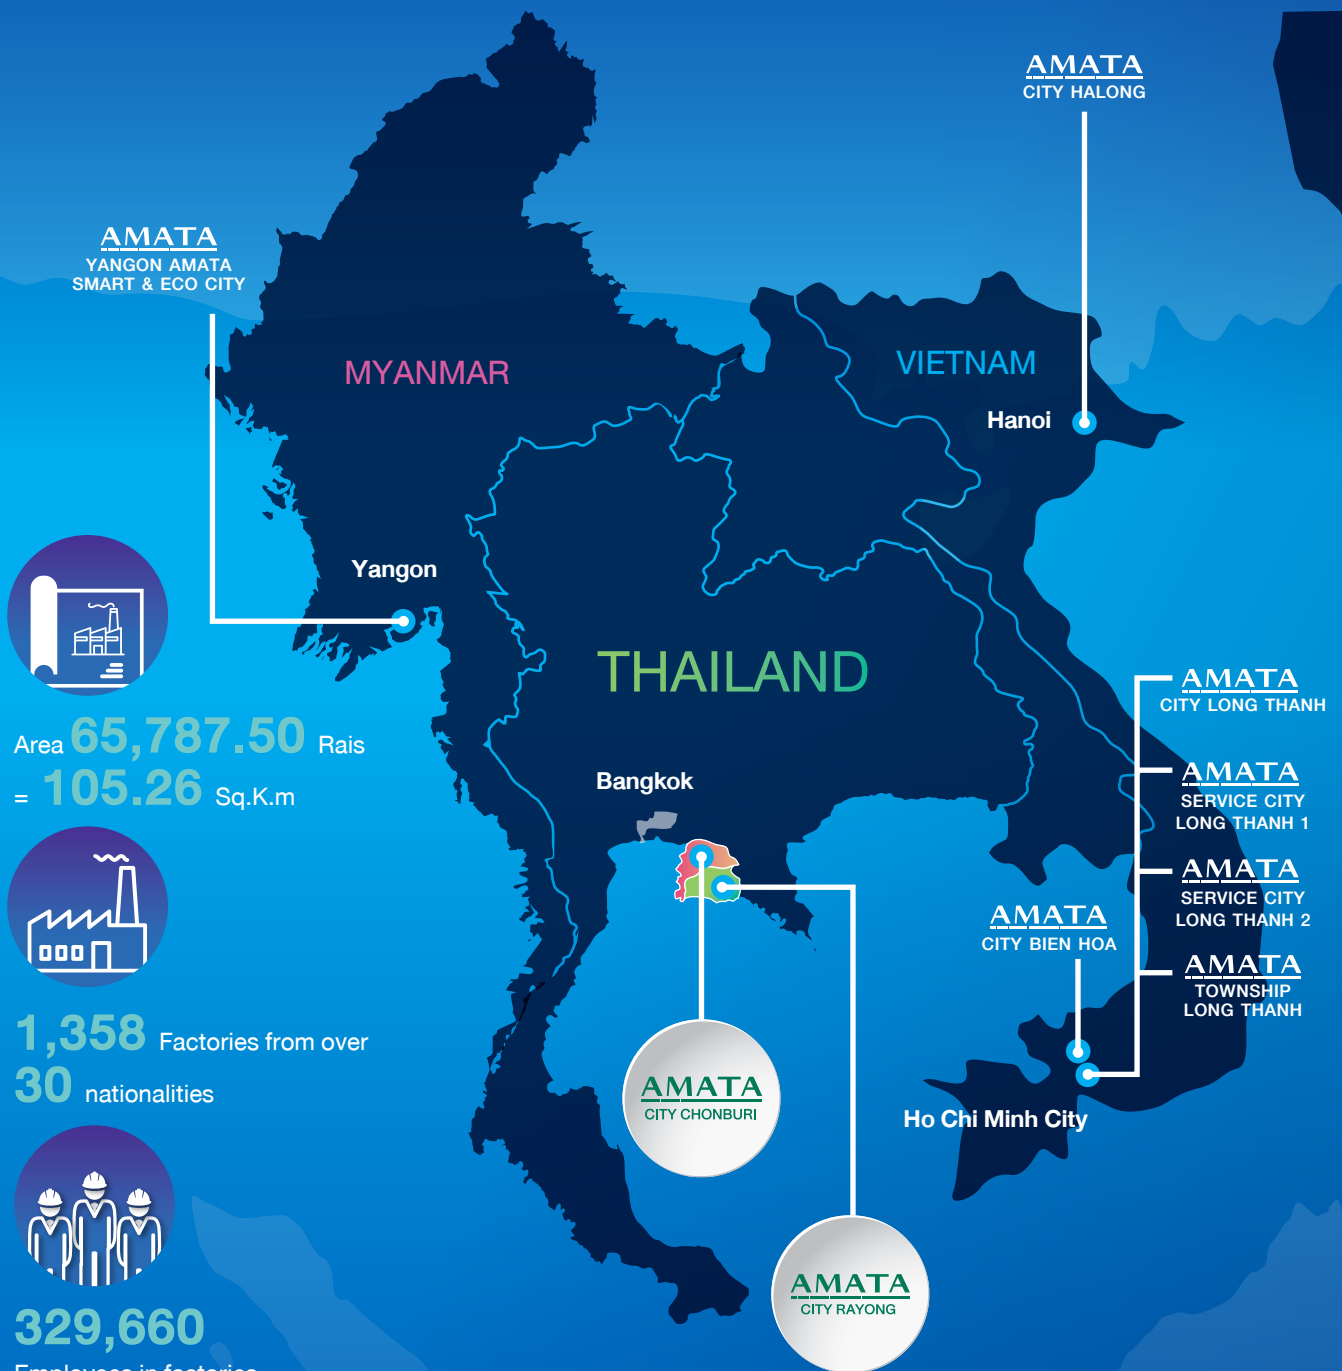 AMATA
CITY HALONG
AMATA
YANGON AMATA
SMART & ECO CITY
MYANMAR
VIETNAM
Hanoi
Yangon
THAILAND
Bangkok
Area 65,787.50 Rais
= 105.26 Sq.K.m
1,358 Factories from over
30 nationalities
329,660
Employees in factories
AMATA
CITY LONG THANH
AMATA
SERVICE CITY
LONG THANH 1
AMATA
SERVICE CITY
LONG THANH 2
AMATA
TOWNSHIP
LONG THANH
AMATA
CITY BIEN HOA
Ho Chi Minh City
AMATA
CITY CHONBURI
AMATA
CITY RAYONG